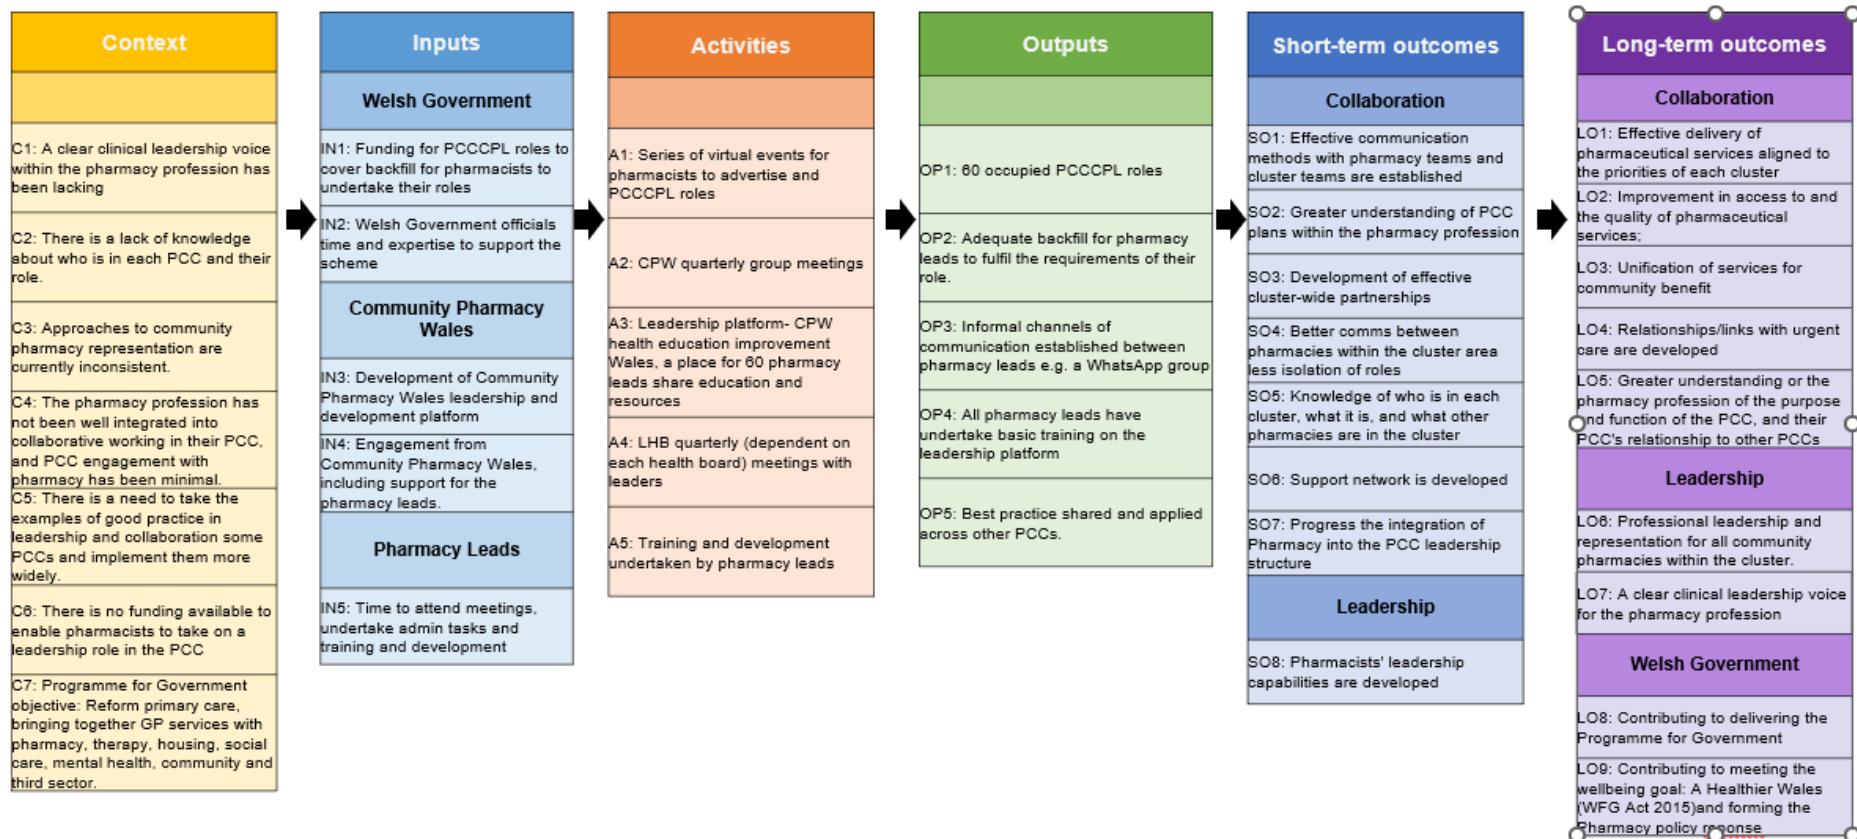 Context
C1: A clear clinical leadership voice
within the pharmacy profession has
been lacking
C2: There is a lack of knowledge
about who is in each PCC and their
role.
C3: Approaches to community
pharmacy representation are
currently inconsistent.
C4: The pharmacy profession has
not been well integrated into
collaborative working in their PCC,
and PCC engagement with
pharmacy has been minimal.
C5: There is a need to take the
examples of good practice in
leadership and collaboration some
PCCs and implement them more
widely.
C6: There is no funding available to
enable pharmacists to take on a
leadership role in the PCC
C7: Programme for Government
objective: Reform primary care,
bringing together GP services with
pharmacy, therapy, housing, social
care, mental health, community and
third sector.
Inputs
Welsh Government
IN1: Funding for PCCCPL roles to
cover backfill for pharmacists to
undertake their roles
IN2: Welsh Government officials
time and expertise to support the
scheme
Community Pharmacy
Wales
IN3: Development of Community
Pharmacy Wales leadership and
development platform
IN4: Engagement from
Community Pharmacy Wales,
including support for the
pharmacy leads.
Pharmacy Leads
IN5: Time to attend meetings,
undertake admin tasks and
training and development
Activities
A1: Series of virtual events for
pharmacists to advertise and
PCCCPL roles
A2: CPW quarterly group meetings
A3: Leadership platform- CPW
health education improvement
Wales, a place for 60 pharmacy
leads share education and
resources
A4: LHB quarterly (dependent on
each health board) meetings with
leaders
A5: Training and development
undertaken by pharmacy leads
Outputs
OP1: 60 occupied PCCCPL roles
OP2: Adequate backfill for pharmacy
leads to fulfil the requirements of their
role.
OP3: Informal channels of
communication established between
pharmacy leads e.g. a WhatsApp group
OP4: All pharmacy leads have
undertake basic training on the
leadership platform
OP5: Best practice shared and applied
across other PCCs.
Short-term outcomes
Collaboration
SO1: Effective communication
methods with pharmacy teams and
cluster teams are established
SO2: Greater understanding of PCC
plans within the pharmacy profession
SO3: Development of effective
cluster-wide partnerships
SO4: Better comms between
pharmacies within the cluster area
less isolation of roles
SO5: Knowledge of who is in each
cluster, what it is, and what other
pharmacies are in the cluster
SO6: Support network is developed
SO7: Progress the integration of
Pharmacy into the PCC leadership
structure
Leadership
SO8: Pharmacists' leadership
capabilities are developed
Long-term outcomes
Collaboration
LO1: Effective delivery of
pharmaceutical services aligned to
the priorities of each cluster
LO2: Improvement in access to and
the quality of pharmaceutical
services;
LO3: Unification of services for
community benefit
LO4: Relationships/links with urgent
care are developed
LO5: Greater understanding or the
pharmacy profession of the purpose
and function of the PCC, and their
PCC's relationship to other PCCs
Leadership
LO6: Professional leadership and
representation for all community
pharmacies within the cluster.
LO7: A clear clinical leadership voice
for the pharmacy profession
Welsh Government
LO8: Contributing to delivering the
Programme for Government
LO9: Contributing to meeting the
wellbeing goal: A Healthier Wales
(WFG Act 2015)and forming the
Pharmacy policy reponse